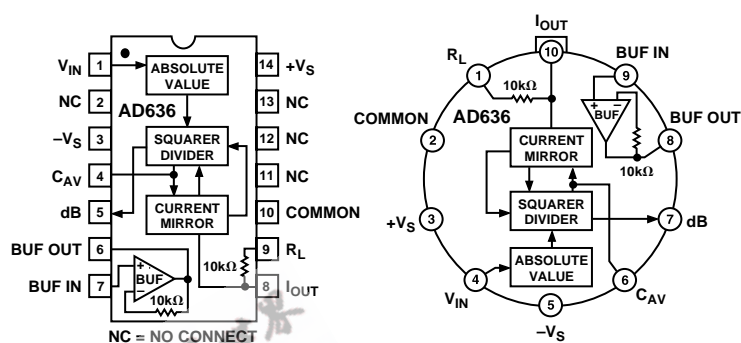 V_IN 1 ABSOLUTE VALUE 14 +V_S
NC 2 AD636 13 NC
–V_S 3 SQUARER DIVIDER 12 NC
C_AV 4 11 NC
dB 5 CURRENT MIRROR 10 COMMON
BUF OUT 6 9 R_L
10kΩ
BUF IN 7 + – BUF 8 I_OUT
10kΩ
NC = NO CONNECT
I_OUT
10
R_L BUF IN
1 9
10kΩ
+ –
BUF
AD636 BUF OUT
COMMON 8
2 CURRENT MIRROR 10kΩ
+V_S 3 SQUARER DIVIDER 7 dB
4 ABSOLUTE VALUE 6
V_IN C_AV
5
–V_S